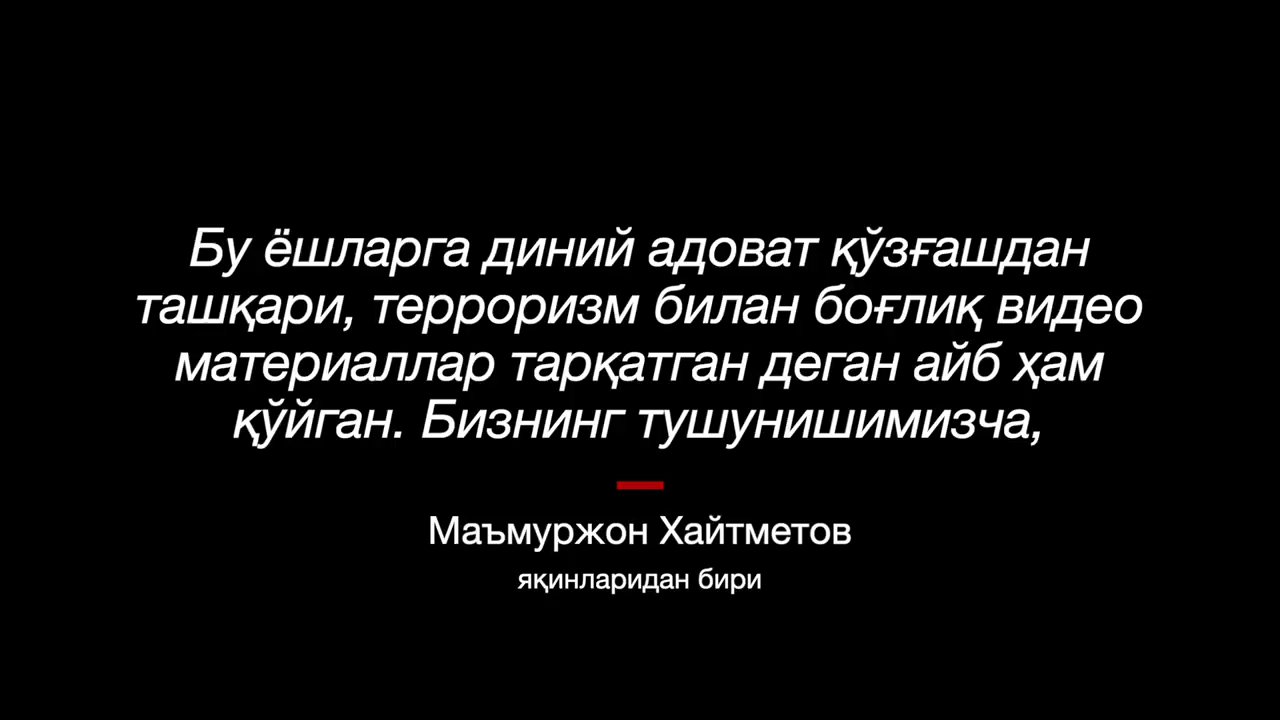 Бу ёшларга диний адоват қўзғашдан
ташқари, терроризм билан боғлиқ видео
материаллар тарқатган деган айб ҳам
қўйган. Бизнинг тушунишимизча,
Маъмуржон Хайтметов
яқинларидан бири